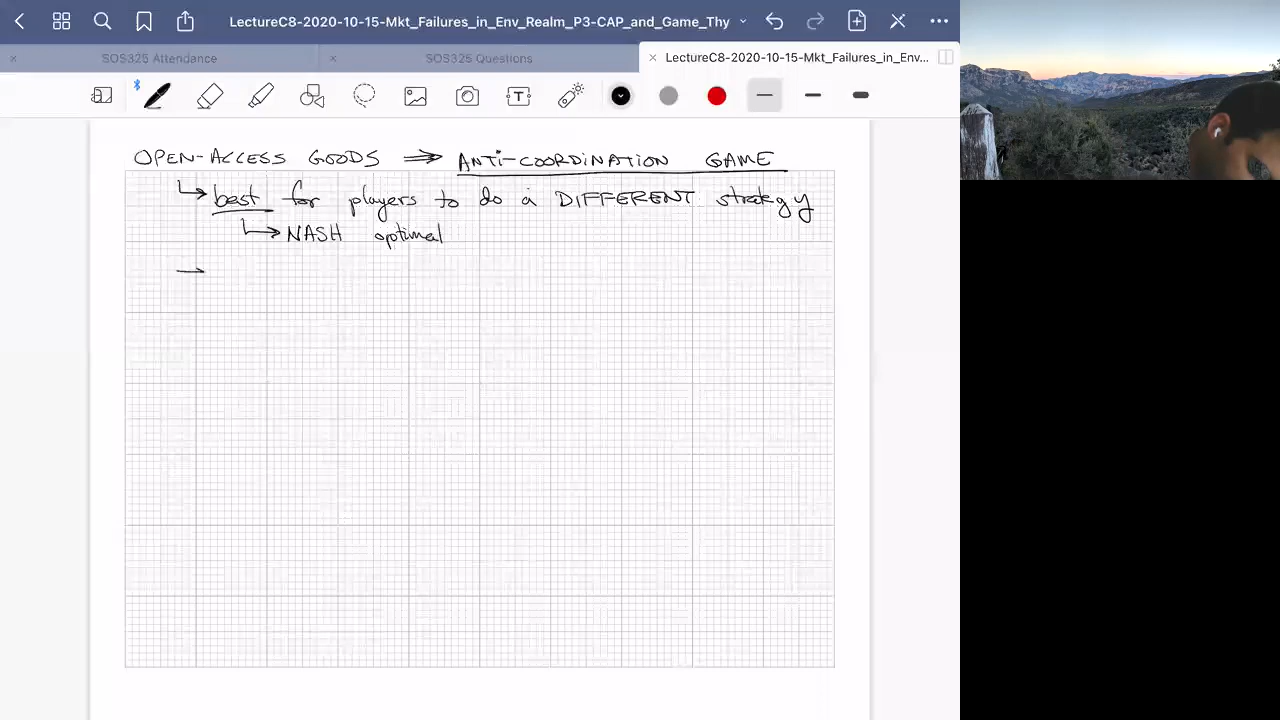 LectureC8-2020-10-15-Mkt_Failures_in_Env_Realm_P3-CAP_and_Game_Thy
SOS325 Attendance
SOS325 Questions
LectureC8-2020-10-15-Mkt_Failures_in_Env...
OPEN-ACCESS GOODS ⇒ ANTI-COORDINATION GAME
↳ best for players to do a DIFFERENT strategy
↳ NASH optimal
→